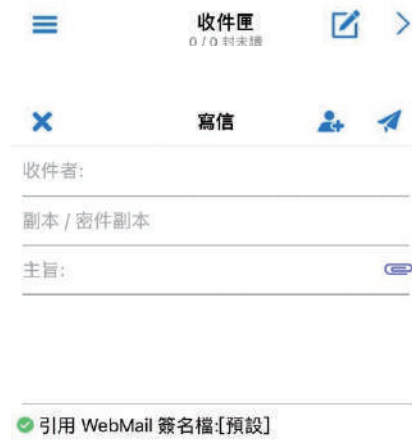 收件匣
0 / 0 封未讀
寫信
收件者:
副本 / 密件副本
主旨:
引用 WebMail 簽名檔:[預設]